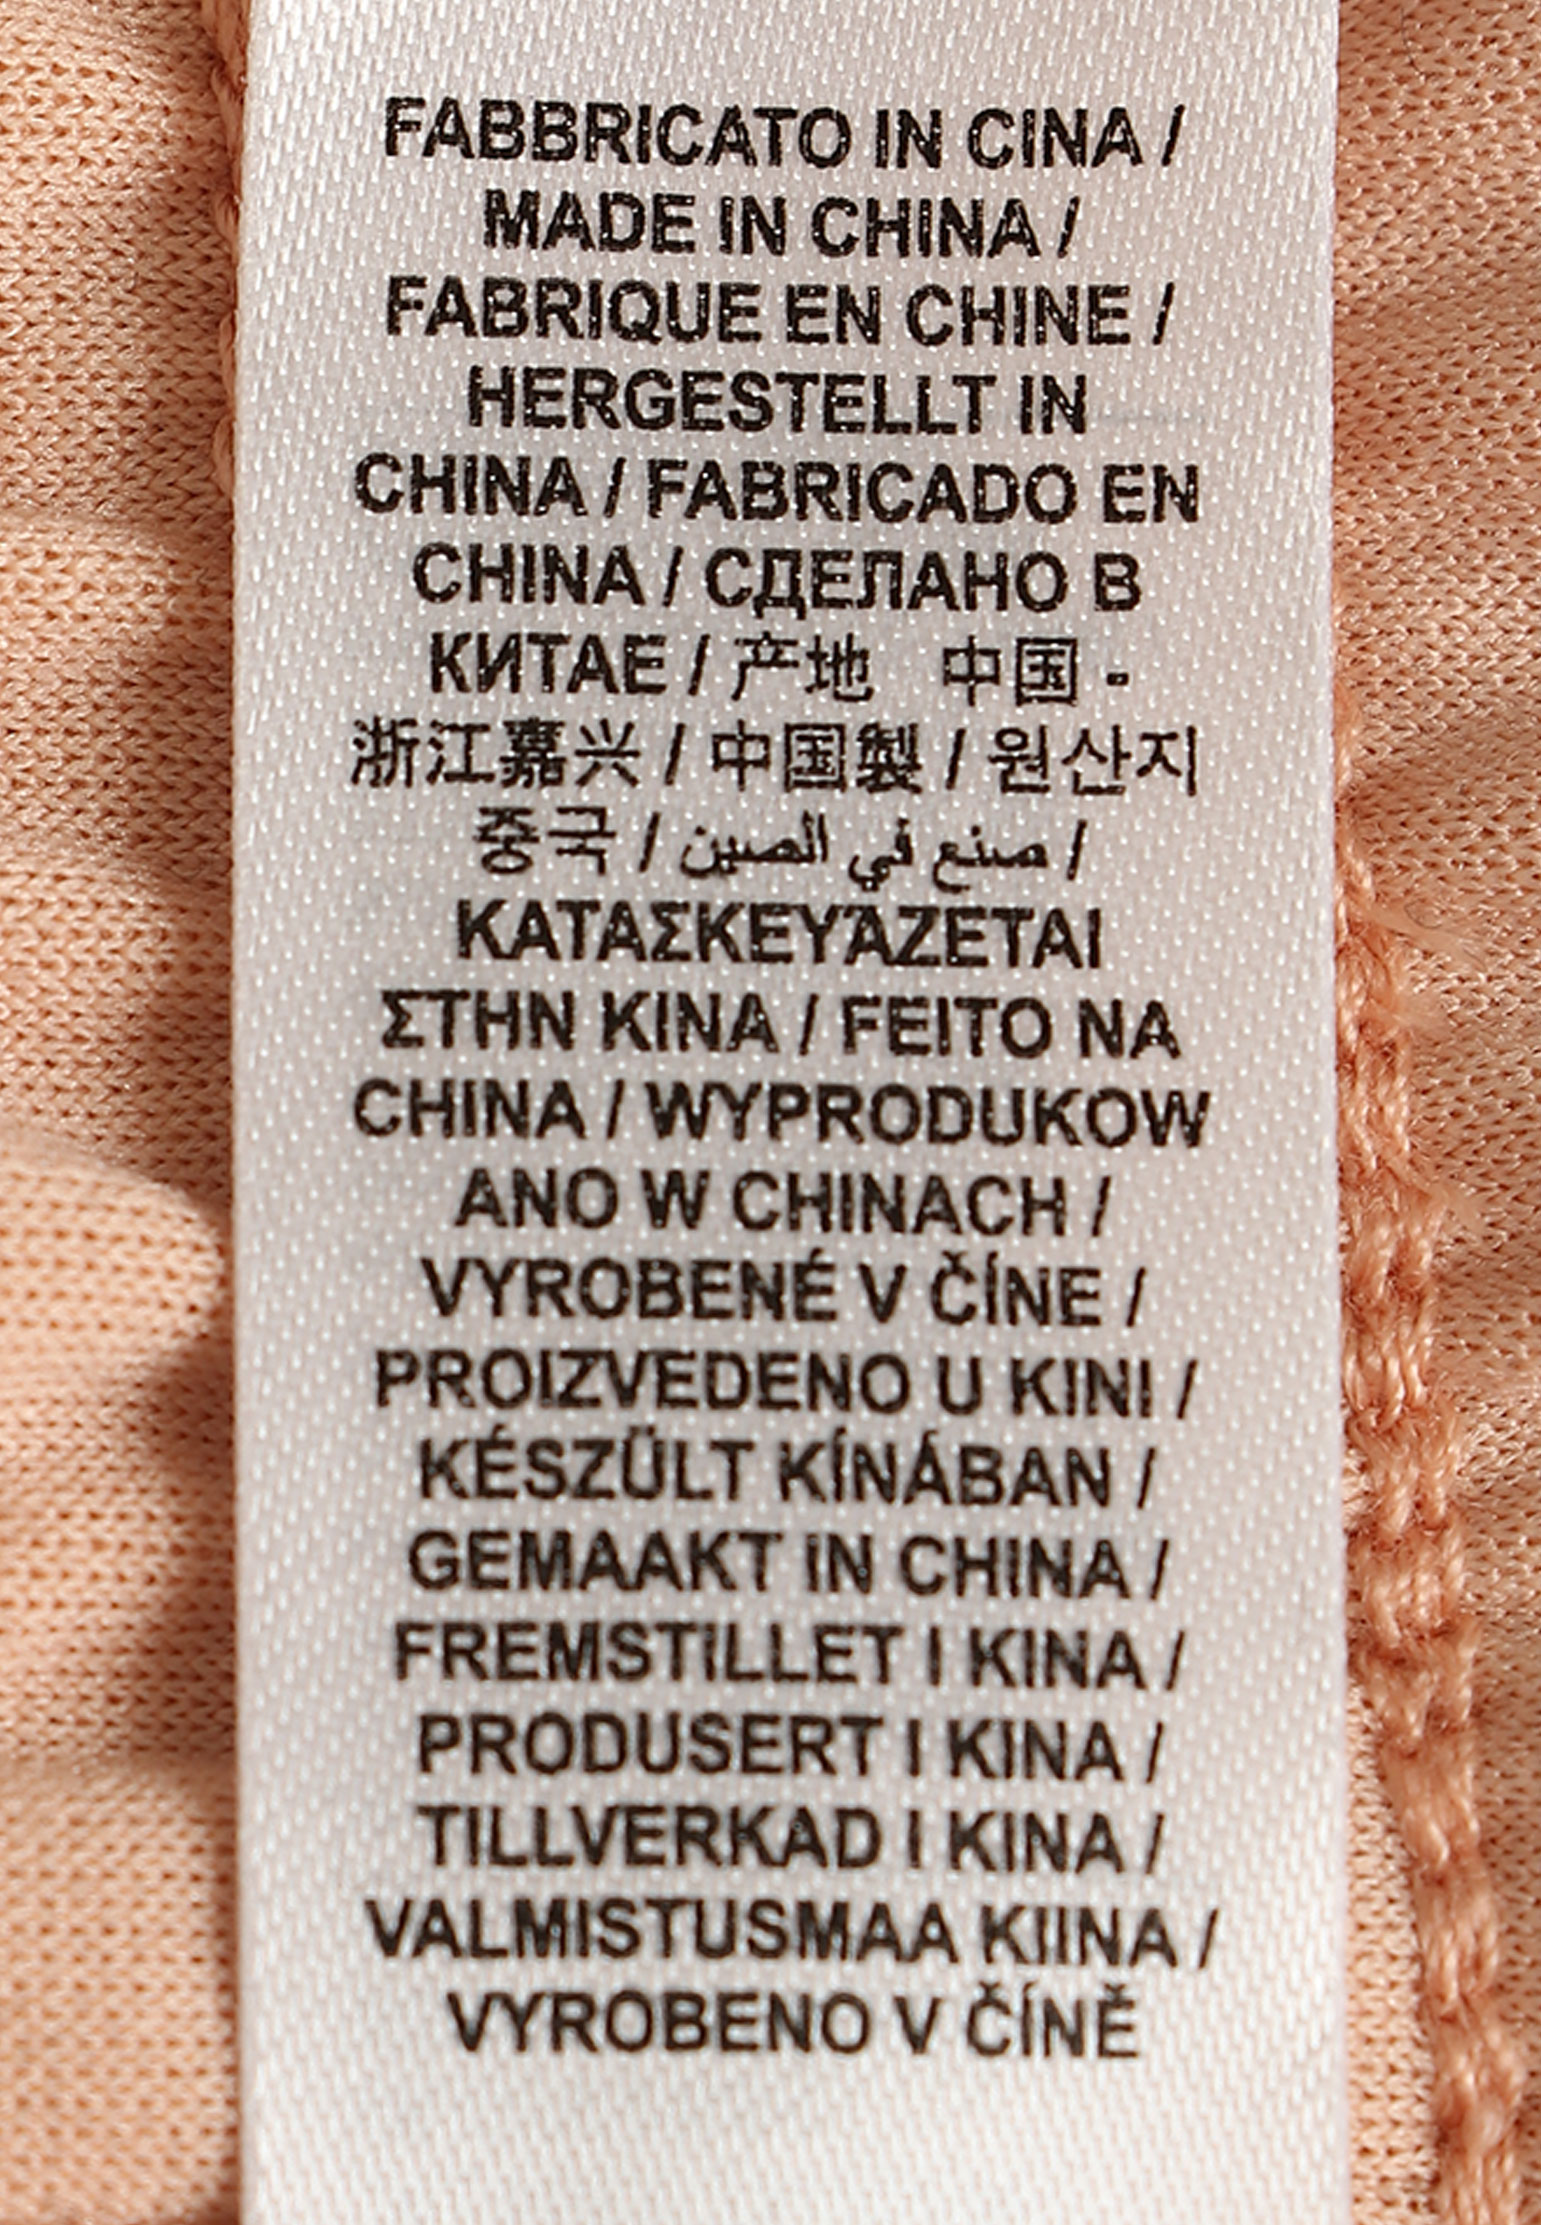 FABBRICATO IN CINA /
MADE IN CHINA /
FABRIQUE EN CHINE /
HERGESTELLT IN
CHINA / FABRICADO EN
CHINA / СДЕЛАНО В
КИТАЕ / 产地 中国 -
浙江嘉兴 / 中国製 / 원산지
중국 / صنع في الصين /
ΚΑΤΑΣΚΕΥΆΖΕΤΑΙ
ΣΤΗΝ ΚΙΝΑ / FEITO NA
CHINA / WYPRODUKOW
ANO W CHINACH /
VYROBENÉ V ČÍNE /
PROIZVEDENO U KINI /
KÉSZÜLT KÍNÁBAN /
GEMAAKT IN CHINA /
FREMSTILLET I KINA /
PRODUSERT I KINA /
TILLVERKAD I KINA /
VALMISTUSMAA KIINA /
VYROBENO V ČÍNĚ